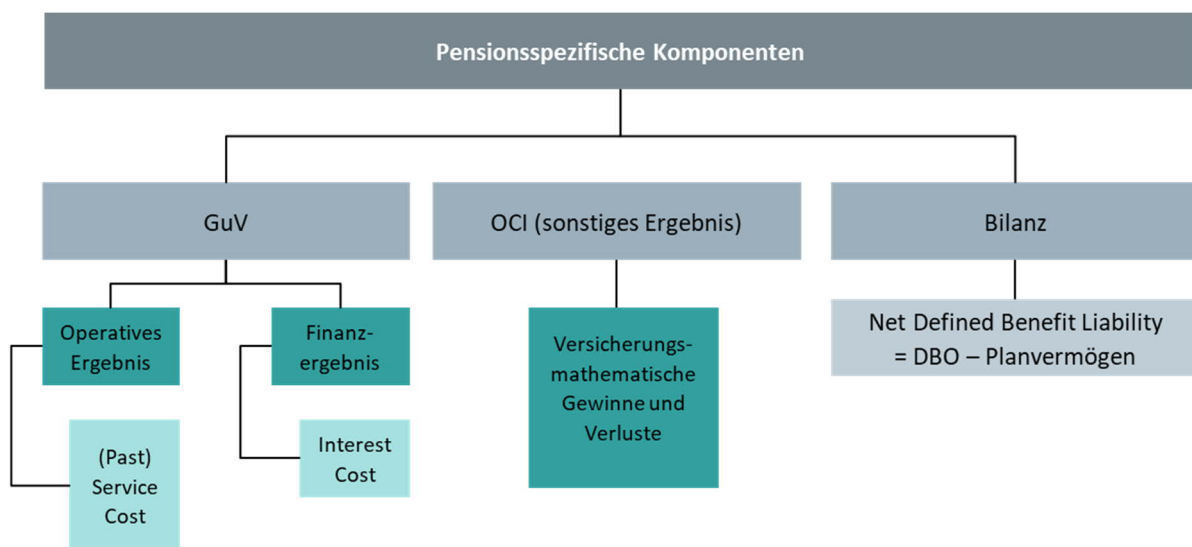 Pensionsspezifische Komponenten
GuV
OCI (sonstiges Ergebnis)
Bilanz
Operatives
Ergebnis
Finanz-
ergebnis
Versicherungs-
mathematische
Gewinne und
Verluste
Net Defined Benefit Liability
= DBO – Planvermögen
(Past)
Service
Cost
Interest
Cost